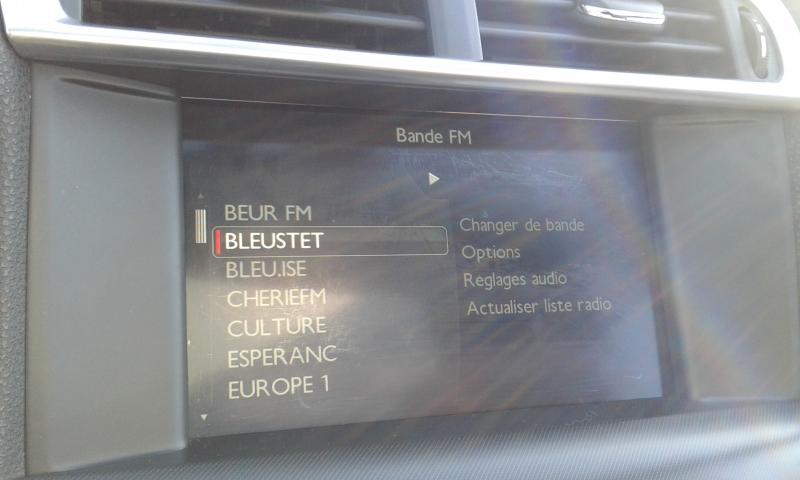 Bande FM
BEUR FM
BLEUSTET
BLEU.ISE
CHERIEFM
CULTURE
ESPERANC
EUROPE 1
Changer de bande
Options
Reglages audio
Actualiser liste radio